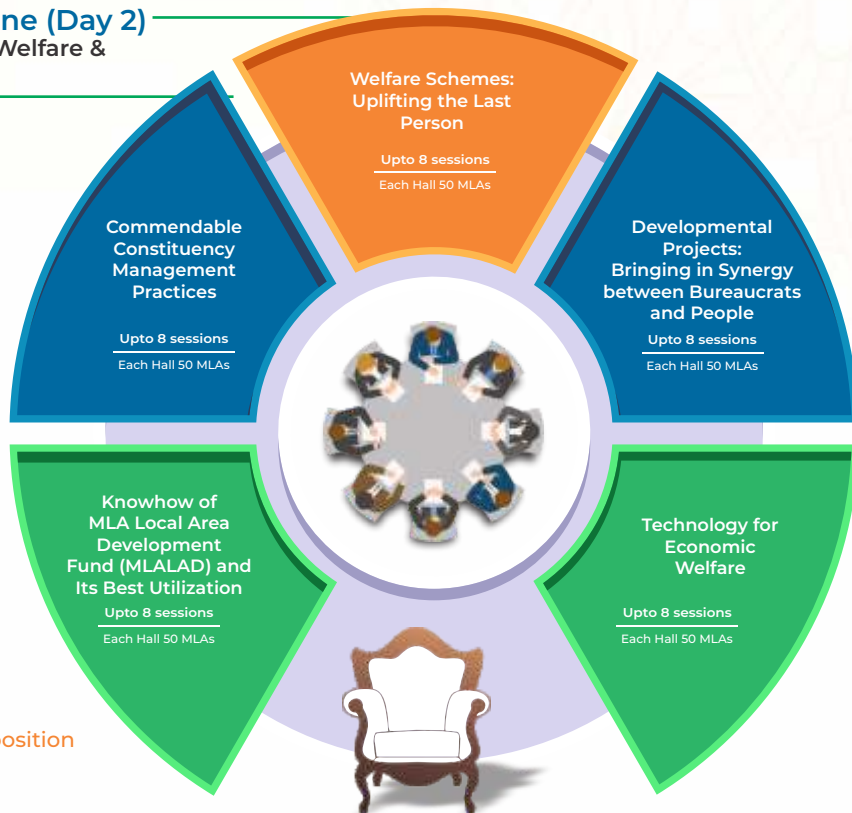 ne (Day 2)
Welfare &
Welfare Schemes:
Uplifting the Last
Person
Upto 8 sessions
Each Hall 50 MLAs
Commendable
Constituency
Management
Practices
Upto 8 sessions
Each Hall 50 MLAs
Developmental
Projects:
Bringing in Synergy
between Bureaucrats
and People
Upto 8 sessions
Each Hall 50 MLAs
Knowhow of
MLA Local Area
Development
Fund (MLALAD) and
Its Best Utilization
Upto 8 sessions
Each Hall 50 MLAs
Technology for
Economic
Welfare
Upto 8 sessions
Each Hall 50 MLAs
osition